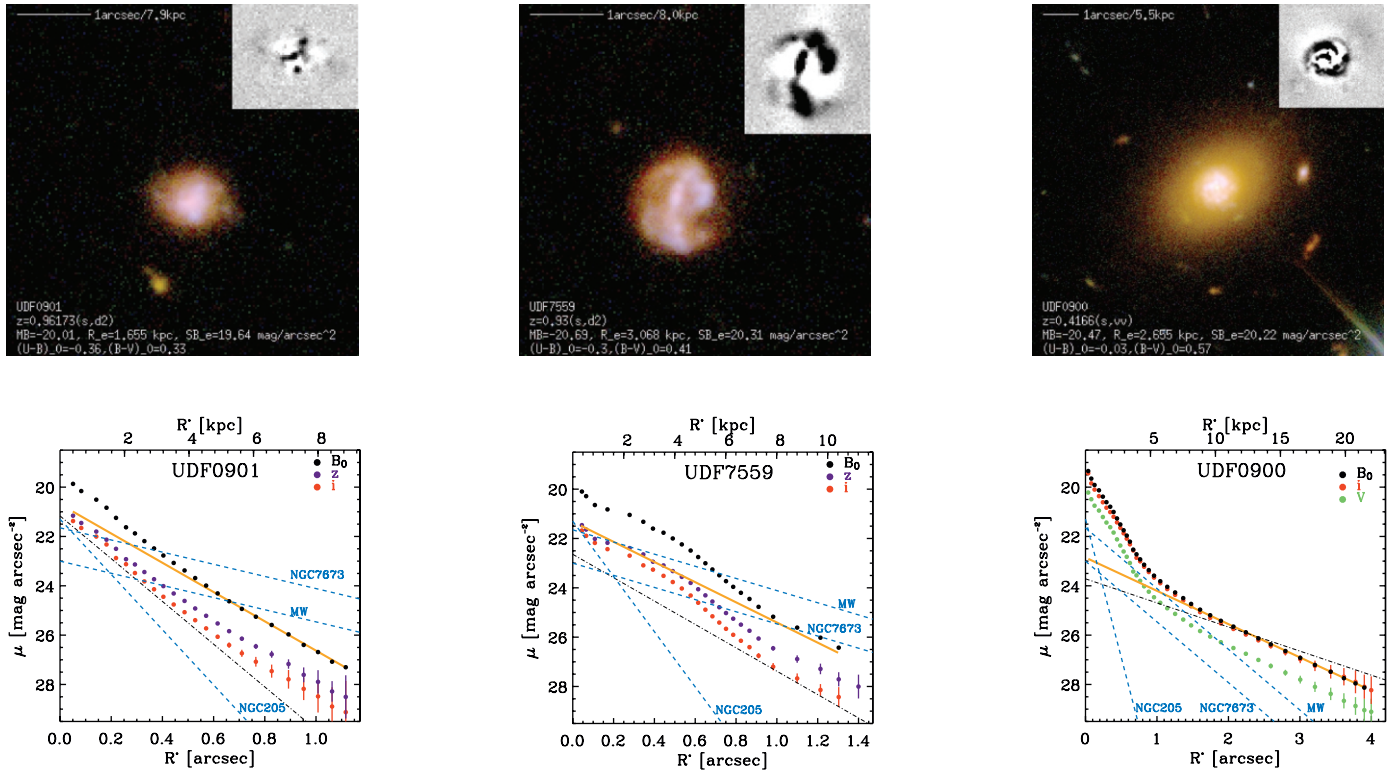 1arcsec/7.9kpc
UDF0901
z=0.96173(s,d2)
MB=-20.01, R_e=1.655 kpc, SB_e=19.64 mag/arcsec^2
(U-B)_0=-0.36,(B-V)_0=0.33
1arcsec/8.0kpc
UDF7559
z=0.93(s,d2)
MB=-20.69, R_e=3.068 kpc, SB_e=20.31 mag/arcsec^2
(U-B)_0=-0.3,(B-V)_0=0.41
1arcsec/5.5kpc
UDF0900
z=0.4166(s,vv)
MB=-20.47, R_e=2.655 kpc, SB_e=20.22 mag/arcsec^2
(U-B)_0=-0.03,(B-V)_0=0.57
R* [kpc]
2 4 6 8
UDF0901
B₀
z
i
20
22
24
26
28
μ [mag arcsec⁻²]
NGC7673
MW
NGC205
0.0 0.2 0.4 0.6 0.8 1.0
R* [arcsec]
R* [kpc]
2 4 6 8 10
UDF7559
B₀
z
i
20
22
24
26
28
μ [mag arcsec⁻²]
MW
NGC7673
NGC205
0.0 0.2 0.4 0.6 0.8 1.0 1.2 1.4
R* [arcsec]
R* [kpc]
5 10 15 20
UDF0900
B₀
i
V
20
22
24
26
28
μ [mag arcsec⁻²]
NGC205 NGC7673 MW
0 1 2 3 4
R* [arcsec]